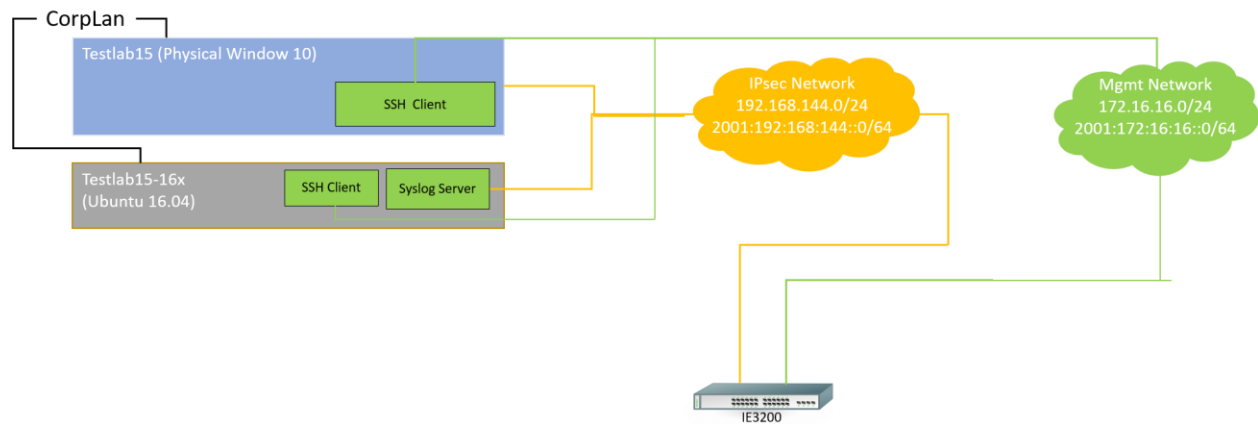 CorpLan
Testlab15 (Physical Window 10)
SSH Client
Testlab15-16x
(Ubuntu 16.04)
SSH Client
Syslog Server
IPsec Network
192.168.144.0/24
2001:192:168:144::0/64
Mgmt Network
172.16.16.0/24
2001:172:16:16::0/64
IE3200